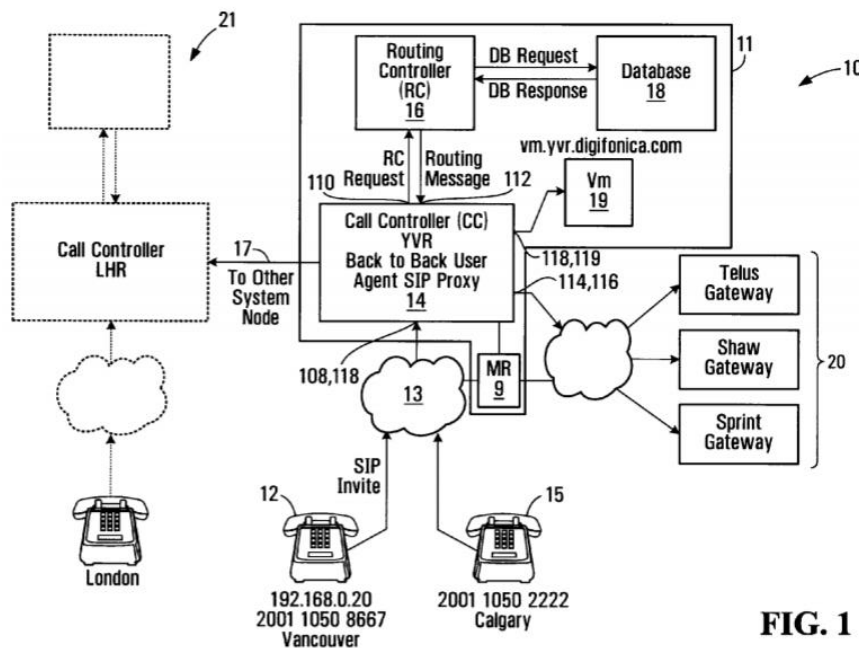 21
11
10
Routing
Controller
(RC)
16
DB Request
DB Response
Database
18
vm.yvr.digifonica.com
RC
Request
Routing
Message
110
112
Vm
19
Call Controller
LHR
17
To Other
System
Node
Call Controller (CC)
YVR
Back to Back User
Agent SIP Proxy
14
118,119
114,116
Telus
Gateway
Shaw
Gateway
Sprint
Gateway
20
108,118
13
MR
9
SIP
Invite
12
15
London
192.168.0.20
2001 1050 8667
Vancouver
2001 1050 2222
Calgary
FIG. 1